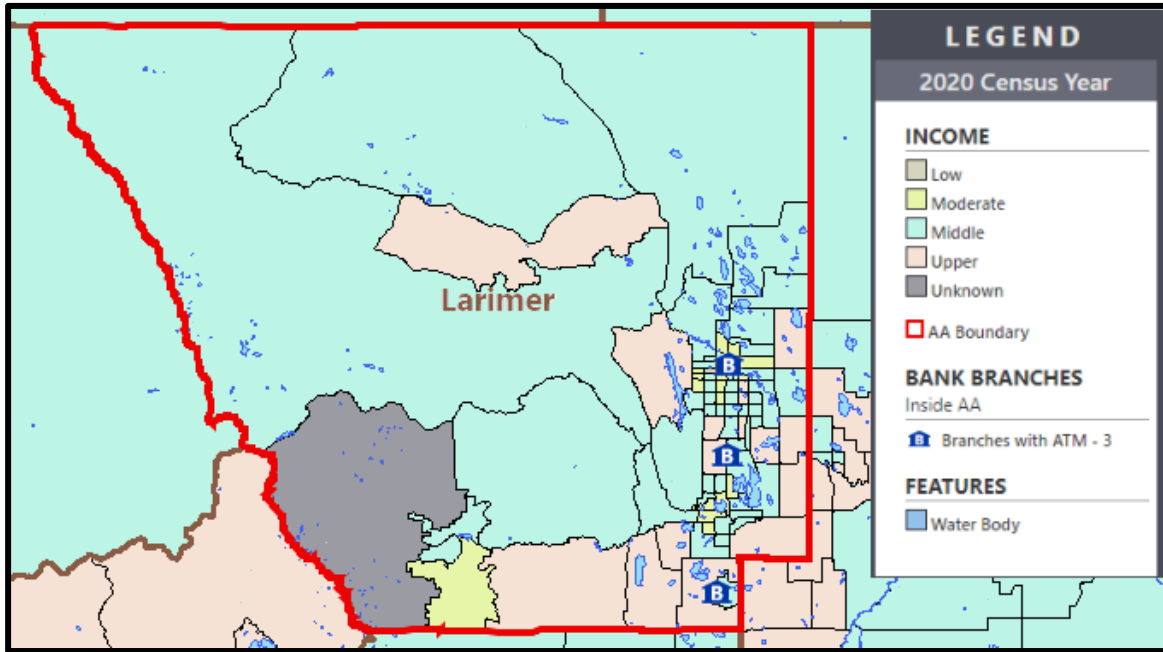 LEGEND
2020 Census Year
INCOME
Low
Moderate
Middle
Upper
Unknown
AA Boundary
BANK BRANCHES
Inside AA
B Branches with ATM - 3
FEATURES
Water Body
Larimer
B
B
B